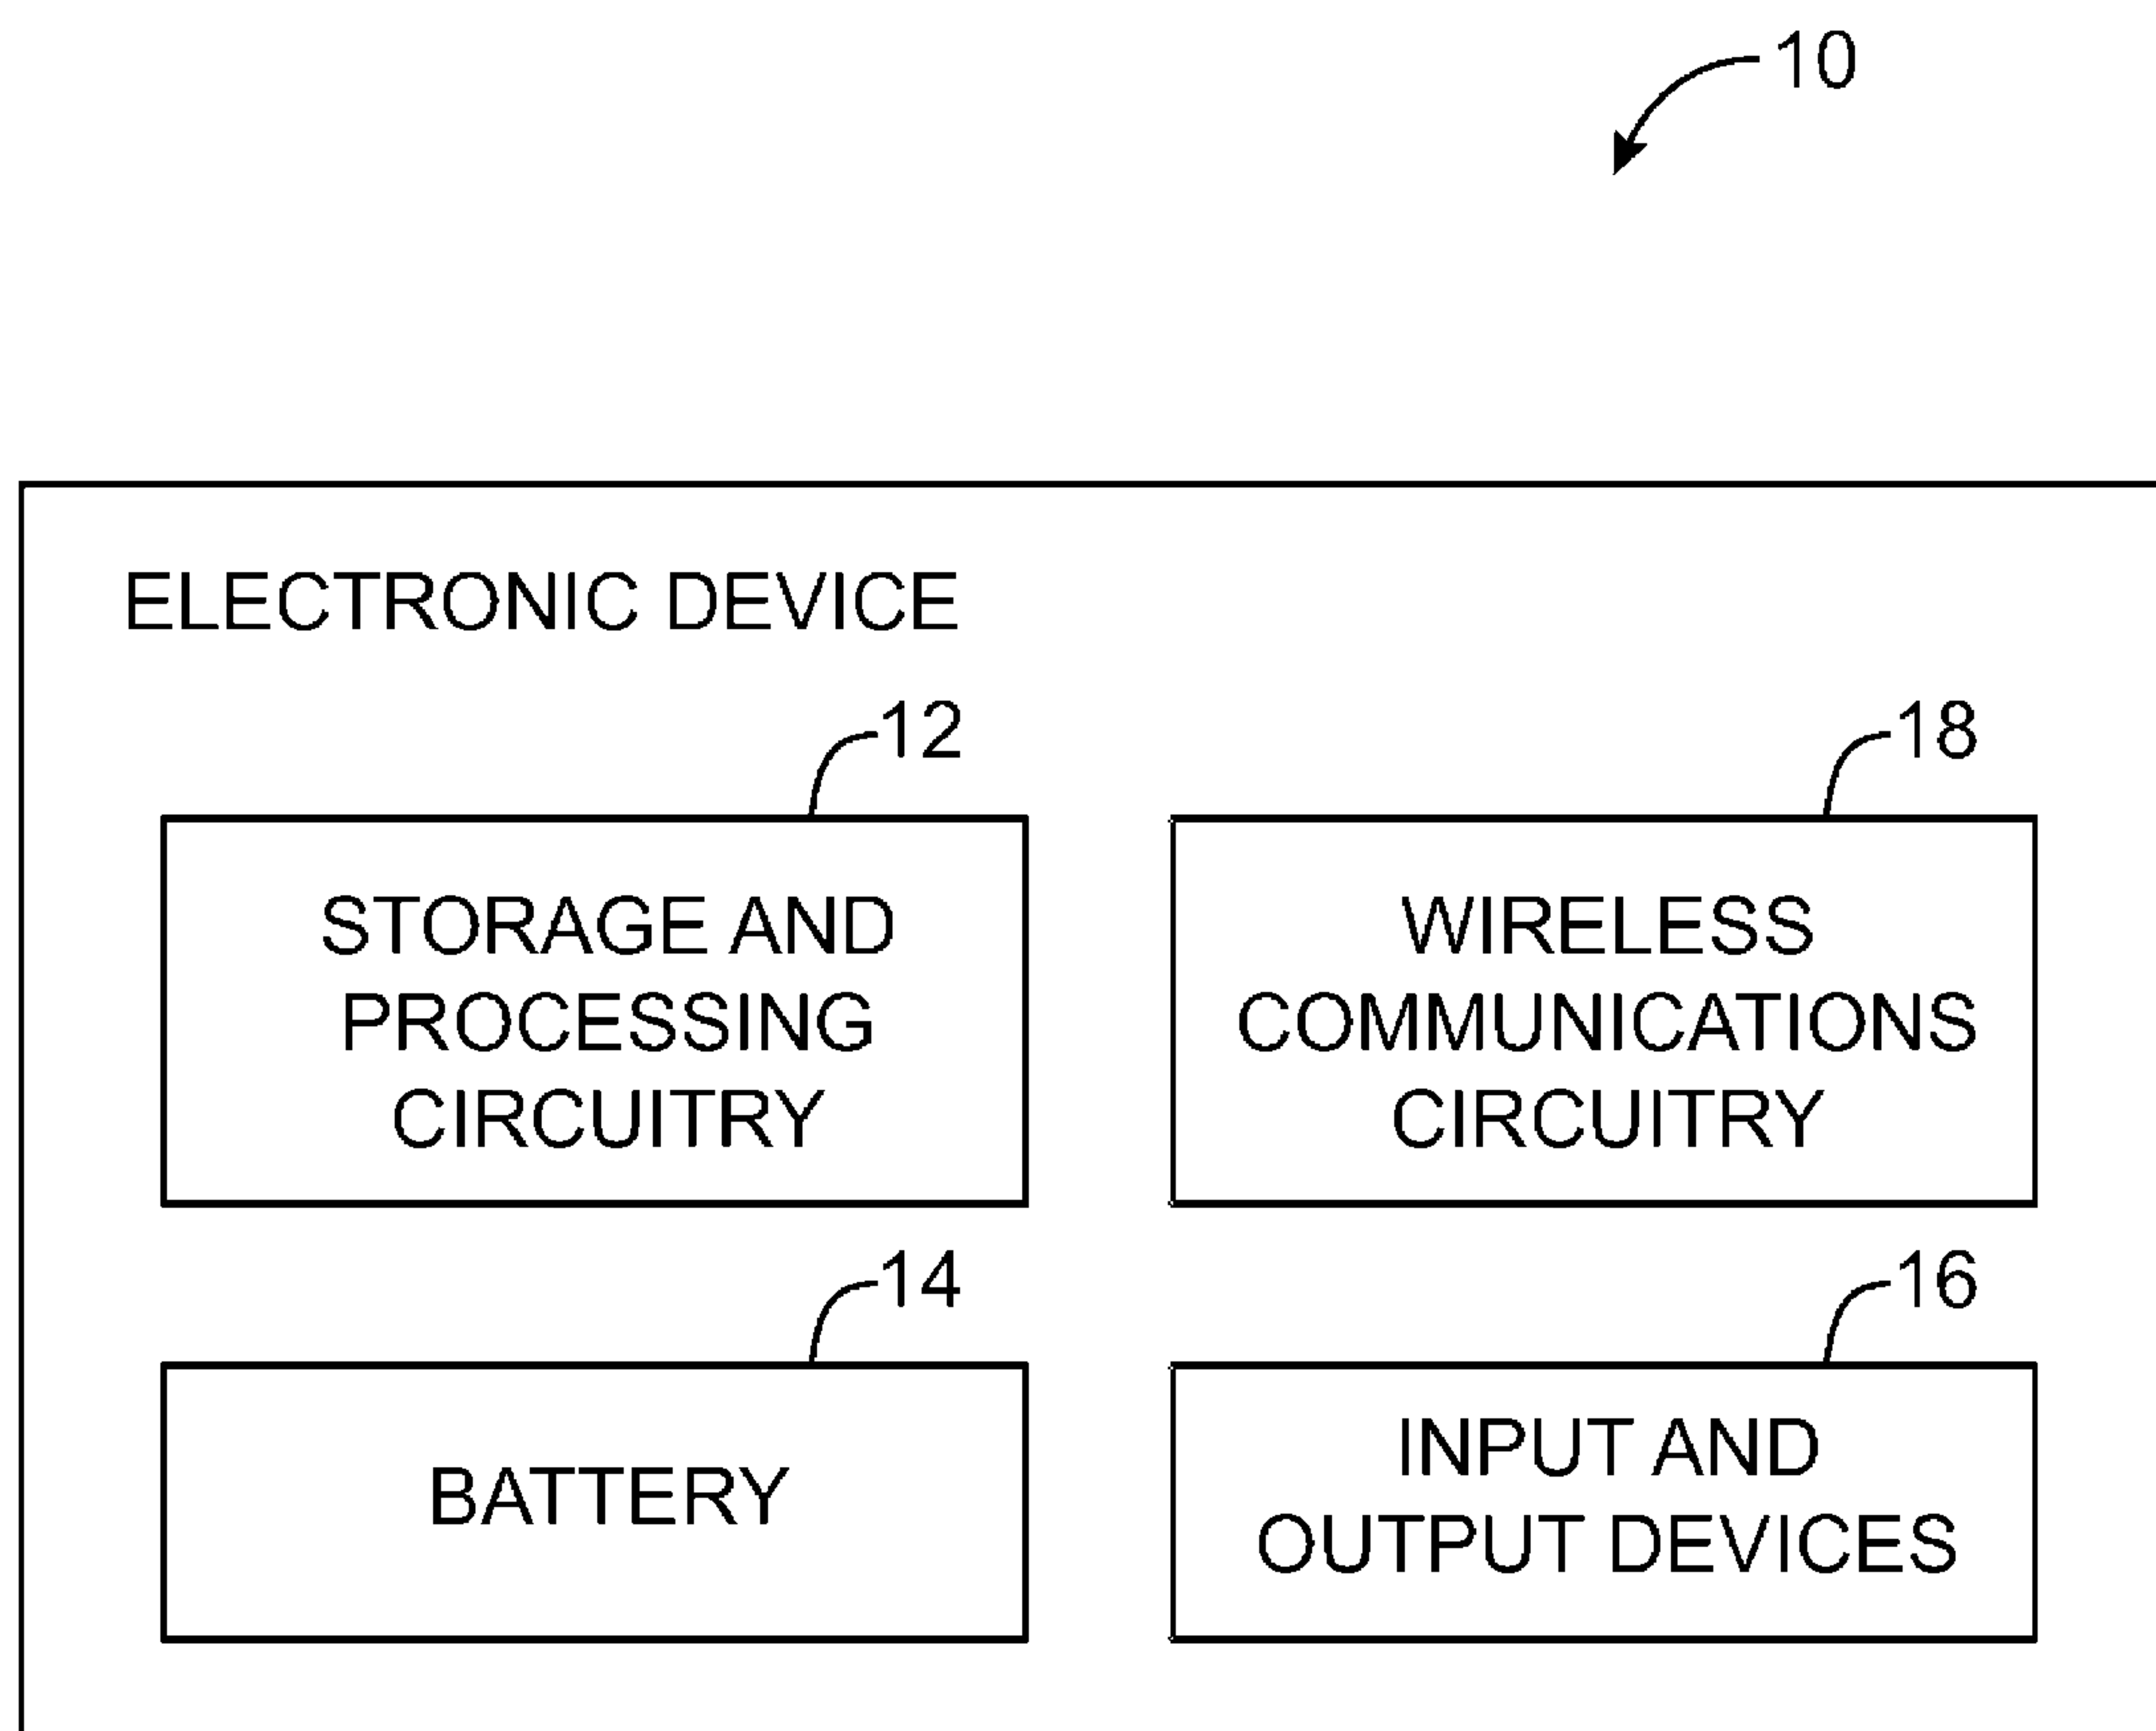 10
ELECTRONIC DEVICE
12
STORAGE AND
PROCESSING
CIRCUITRY
18
WIRELESS
COMMUNICATIONS
CIRCUITRY
14
BATTERY
16
INPUT AND
OUTPUT DEVICES